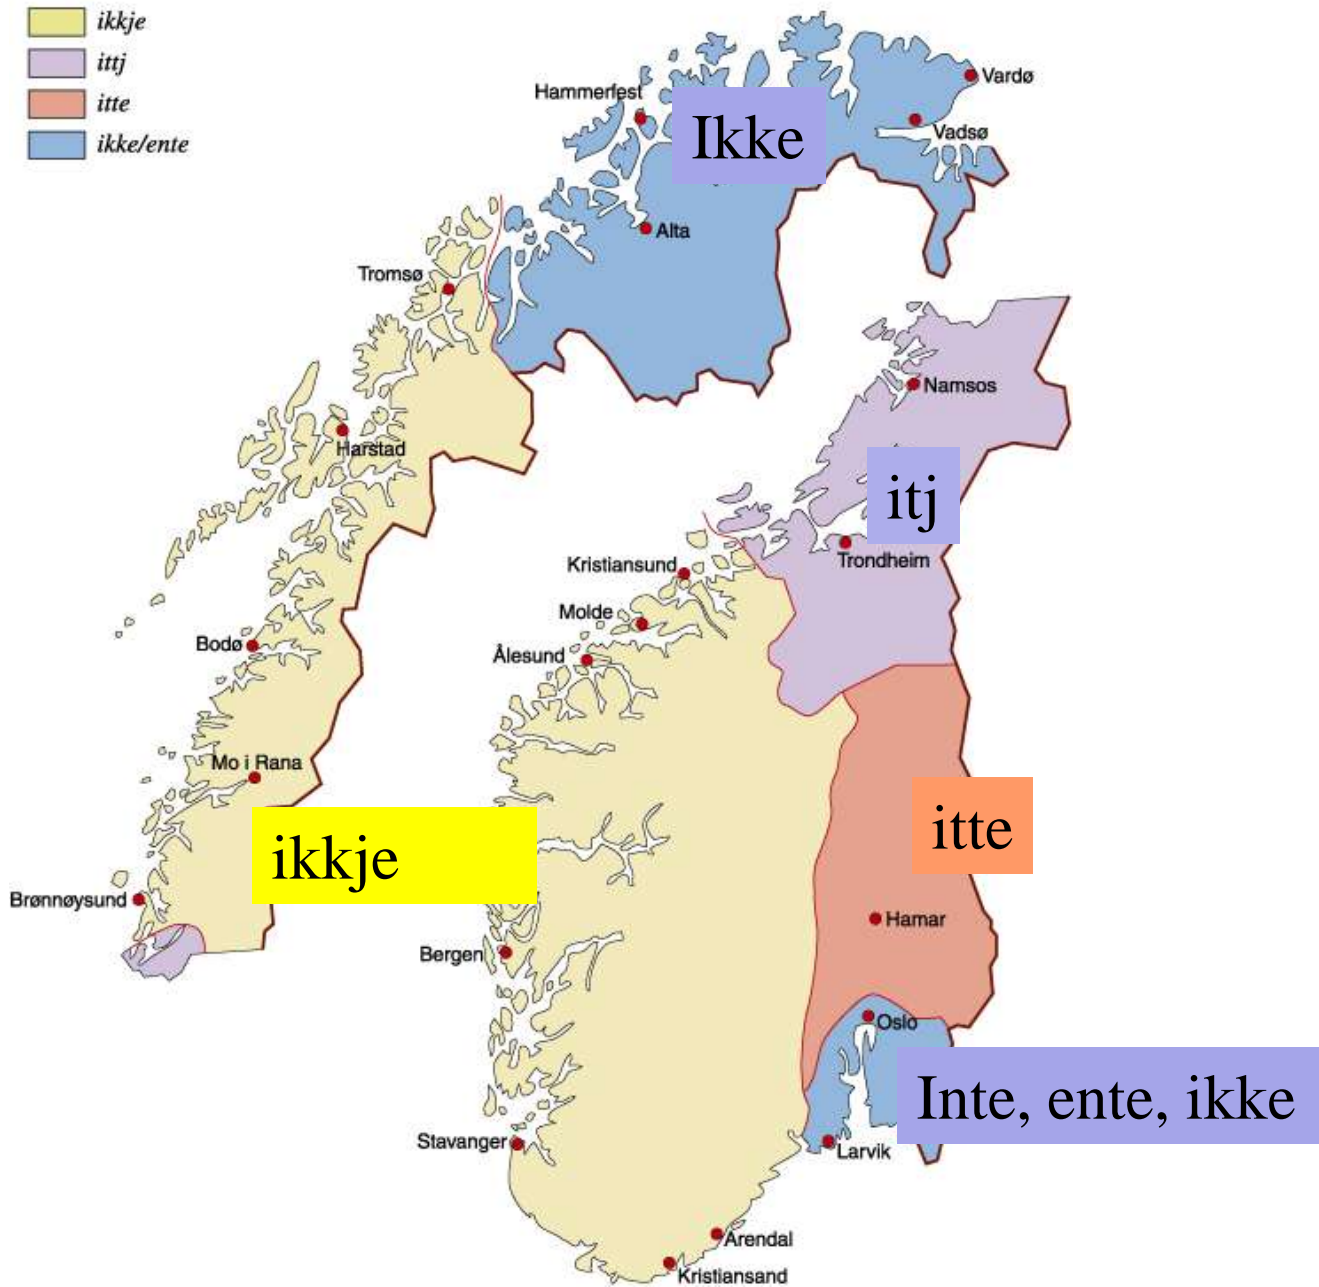 ikkje
ittj
itte
ikke/ente
Hammerfest
Vardø
Ikke
Vadsø
Alta
Tromsø
Namsos
Harstad
itj
Trondheim
Kristiansund
Molde
Bodø
Ålesund
Mo i Rana
itte
ikkje
Brønnøysund
Hamar
Bergen
Oslo
Inte, ente, ikke
Stavanger
Larvik
Arendal
Kristiansand